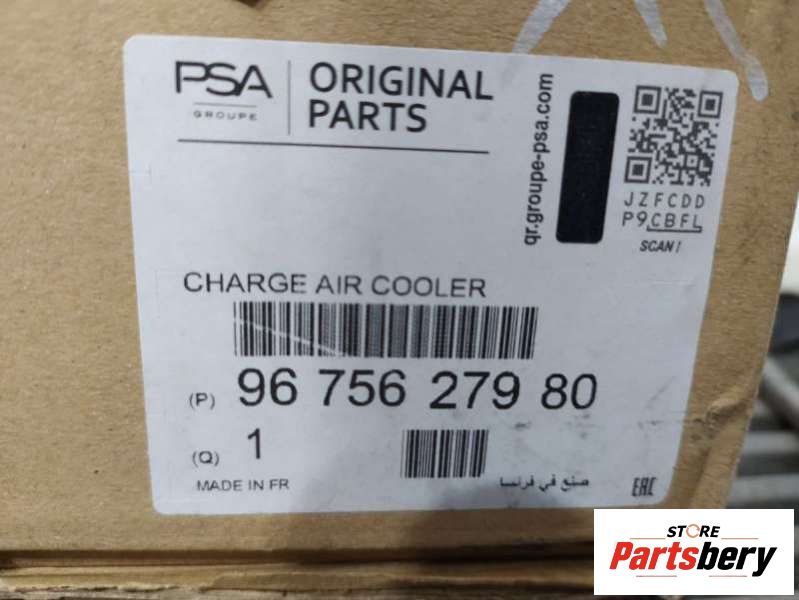 PSA
GROUPE
ORIGINAL
PARTS
qr.groupe-psa.com
JZFCDD
P9CBFL
SCAN!
CHARGE AIR COOLER
(P) 96 756 279 80
(Q) 1
MADE IN FR
صنع في فرنسا
EAC
STORE
Partsbery